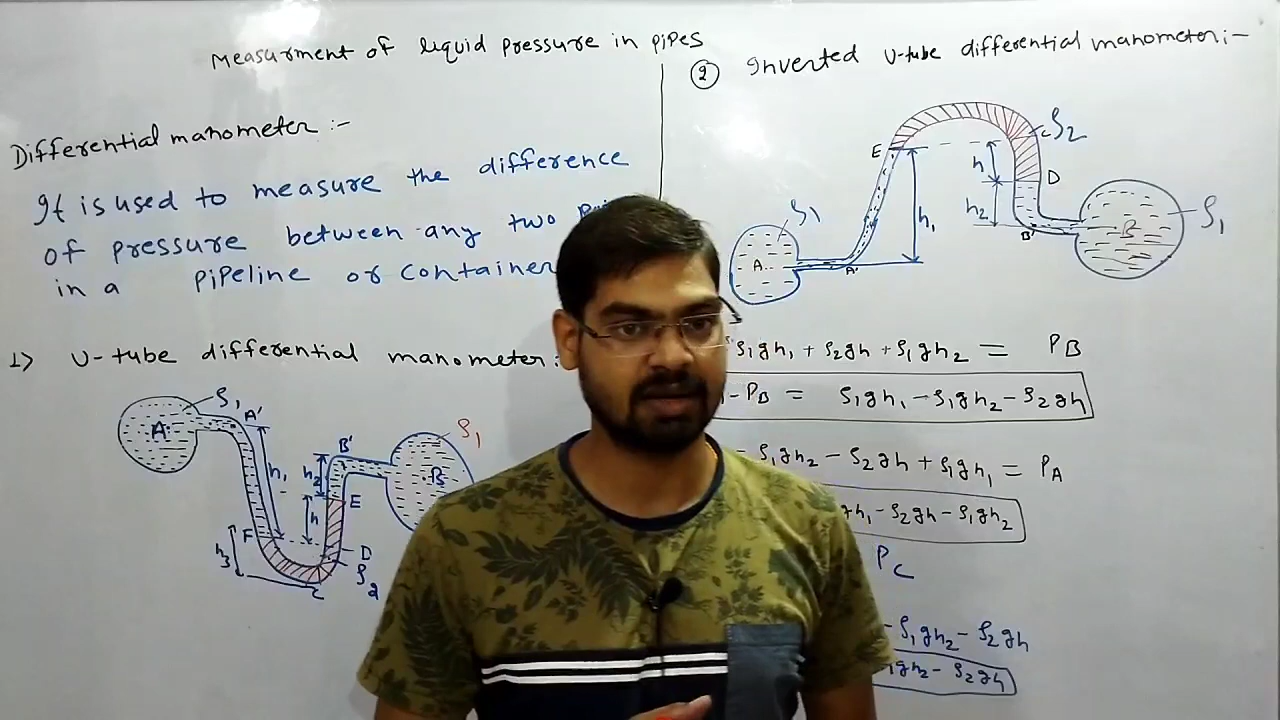 Measurment of liquid pressure in pipes
Differential manometer :-
It is used to measure the difference
of pressure between any two
in a pipeline or container
1) U-tube differential manometer :
ρ1
A'
A
h1
B'
h2
ρ1
B
E
h
F
D
h3
ρ2
C
② Inverted U-tube differential manometer :-
ρ2
E
h
D
ρ1
h2
h1
ρ1
B
B'
A
A'
ρ1gh1 + ρ2gh + ρ1gh2 = PB
- PB = ρ1gh1 - ρ1gh2 - ρ2gh
- ρ1gh2 - ρ2gh + ρ1gh1 = PA
gh1 - ρ2gh - ρ1gh2
PC
- ρ1gh2 - ρ2gh
gh2 - ρ2gh